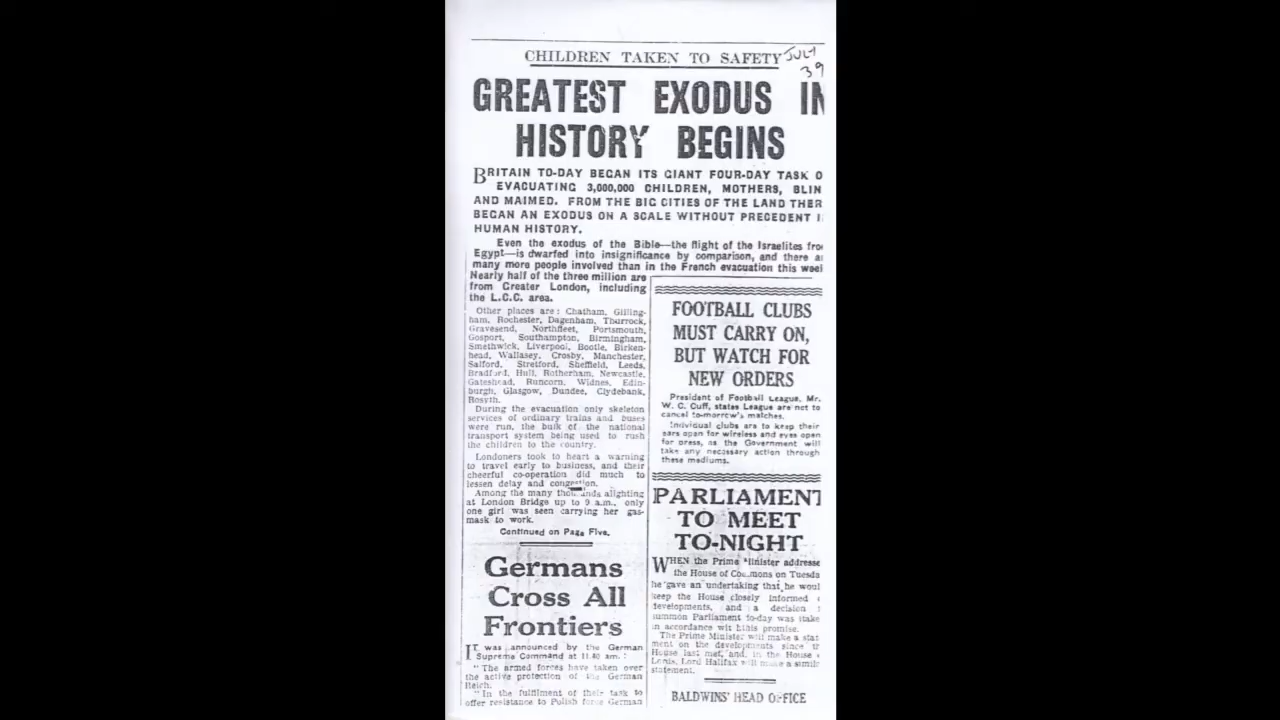 CHILDREN TAKEN TO SAFETY
JULY
39
GREATEST EXODUS IN
HISTORY BEGINS
BRITAIN TO-DAY BEGAN ITS GIANT FOUR-DAY TASK O
EVACUATING 3,000,000 CHILDREN, MOTHERS, BLIN
AND MAIMED. FROM THE BIG CITIES OF THE LAND THER
BEGAN AN EXODUS ON A SCALE WITHOUT PRECEDENT I
HUMAN HISTORY.
Even the exodus of the Bible—the flight of the Israelites fro
Egypt—is dwarfed into insignificance by comparison, and there a
many more people involved than in the French evacuation this weel
Nearly half of the three million are
from Greater London, including
the L.C.C. area.
Other places are: Chatham, Gilling-
ham, Rochester, Dagenham, Thurrock,
Gravesend, Northfleet, Portsmouth,
Gosport, Southampton, Birmingham,
Smethwick, Liverpool, Bootle, Birken-
head, Wallasey, Crosby, Manchester,
Salford, Stretford, Sheffield, Leeds,
Bradford, Hull, Rotherham, Newcastle,
Gateshead, Runcorn, Widnes, Edin-
burgh, Glasgow, Dundee, Clydebank,
Rosyth.
During the evacuation only skeleton
services of ordinary trains and buses
were run, the bulk of the national
transport system being used to rush
the children to the country.
Londoners took to heart a warning
to travel early to business, and their
cheerful co-operation did much to
lessen delay and congestion.
Among the many thousands alighting
at London Bridge up to 9 a.m., only
one girl was seen carrying her gas-
mask to work.
Continued on Page Five.
Germans
Cross All
Frontiers
IT was announced by the German
Supreme Command at 11.40 am.:
"The armed forces have taken over
the active protection of the German
Reich.
"In the fulfilment of their task to
offer resistance to Polish force German
FOOTBALL CLUBS
MUST CARRY ON,
BUT WATCH FOR
NEW ORDERS
President of Football League, Mr.
W. C. Cuff, states League are not to
cancel to-morrow's matches.
Individual clubs are to keep their
ears open for wireless and eyes open
for press, as the Government will
take any necessary action through
these mediums.
PARLIAMENT
TO MEET
TO-NIGHT
WHEN the Prime Minister addresse
the House of Commons on Tuesda
he gave an undertaking that he woul
keep the House closely informed
developments, and a decision
summon Parliament to-day was take
in accordance wit hhis promise.
The Prime Minister will make a stat
ment on the developments since th
House last met, and, in the House
Lords, Lord Halifax will make a simila
statement.
BALDWINS' HEAD OFFICE